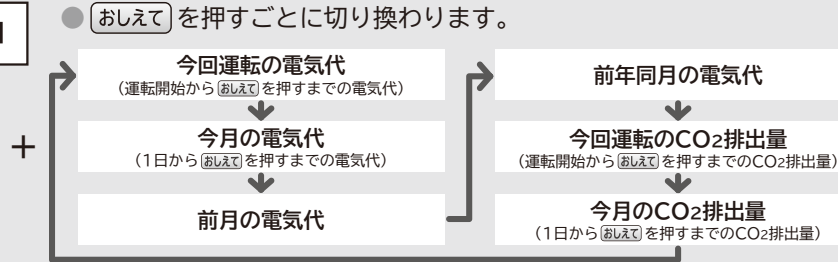 ● おしえて を押すごとに切り換わります。
+
今回運転の電気代
（運転開始からおしえてを押すまでの電気代）
今月の電気代
（1日からおしえてを押すまでの電気代）
前月の電気代
前年同月の電気代
今回運転のCO2排出量
（運転開始からおしえてを押すまでのCO2排出量）
今月のCO2排出量
（1日からおしえてを押すまでのCO2排出量）